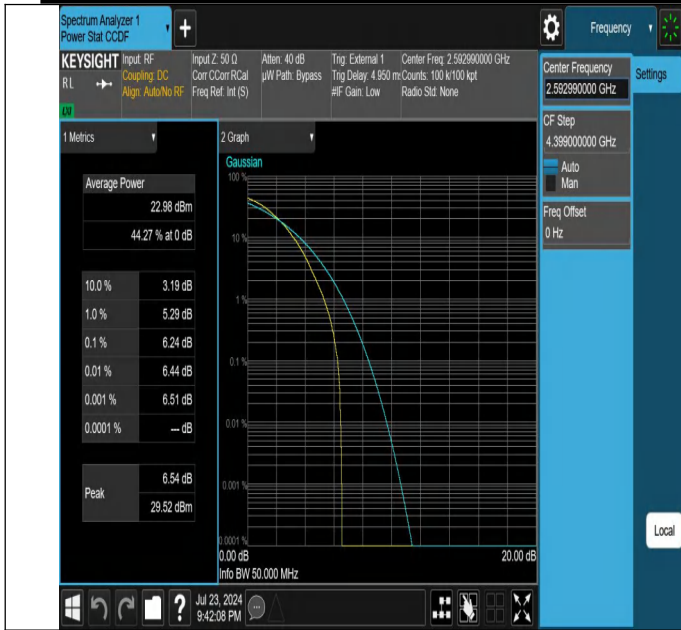 Spectrum Analyzer 1
Power Stat CCDF
Frequency
KEYSIGHT
RL
Input: RF
Coupling: DC
Align: Auto/No RF
Input Z: 50 Ω
Corr CCorr RCal
Freq Ref: Int (S)
Atten: 40 dB
µW Path: Bypass
Trig: External 1
Trig Delay: 4.950 m
#IF Gain: Low
Center Freq: 2.592990000 GHz
Counts: 100 k/100 kpt
Radio Std: None
Center Frequency
2.592990000 GHz
Settings
CF Step
4.399000000 GHz
Auto
Man
Freq Offset
0 Hz
1 Metrics
Average Power
22.98 dBm
44.27 % at 0 dB
10.0 % 3.19 dB
1.0 % 5.29 dB
0.1 % 6.24 dB
0.01 % 6.44 dB
0.001 % 6.51 dB
0.0001 % --- dB
Peak
6.54 dB
29.52 dBm
2 Graph
Gaussian
100 %
10 %
1 %
0.1 %
0.01 %
0.001 %
0.0001 %
0.00 dB
20.00 dB
Info BW 50.000 MHz
Local
?
Jul 23, 2024
9:42:08 PM